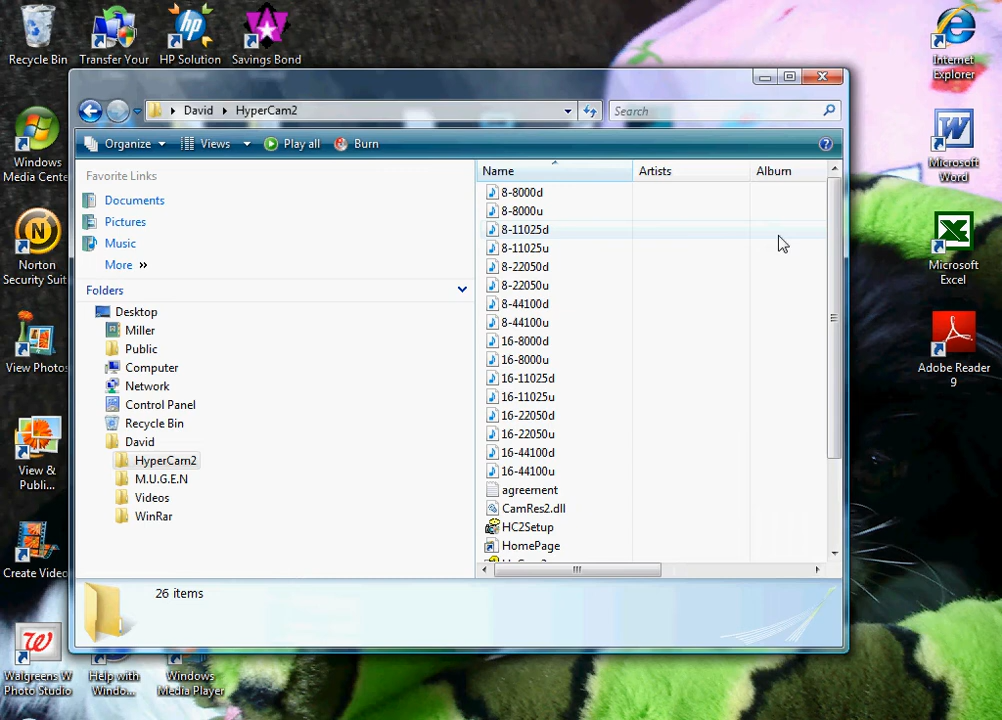 Recycle Bin
Transfer Your
HP Solution
Savings Bond
Internet
Explorer
David HyperCam2
Search
Organize
Views
Play all
Burn
Windows
Media Cente
Favorite Links
Documents
Pictures
Music
More »
Folders
Desktop
Miller
Public
Computer
Network
Control Panel
Recycle Bin
David
HyperCam2
M.U.G.E.N
Videos
WinRar
Name
Artists
Album
8-8000d
8-8000u
8-11025d
8-11025u
8-22050d
8-22050u
8-44100d
8-44100u
16-8000d
16-8000u
16-11025d
16-11025u
16-22050d
16-22050u
16-44100d
16-44100u
agreement
CamRes2.dll
HC2Setup
HomePage
26 items
Microsoft
Word
Norton
Security Suit
Microsoft
Excel
View Photos
Adobe Reader
9
View &
Publi...
Create Video
Walgreens W
Photo Studio
Help with
Windo...
Windows
Media Player